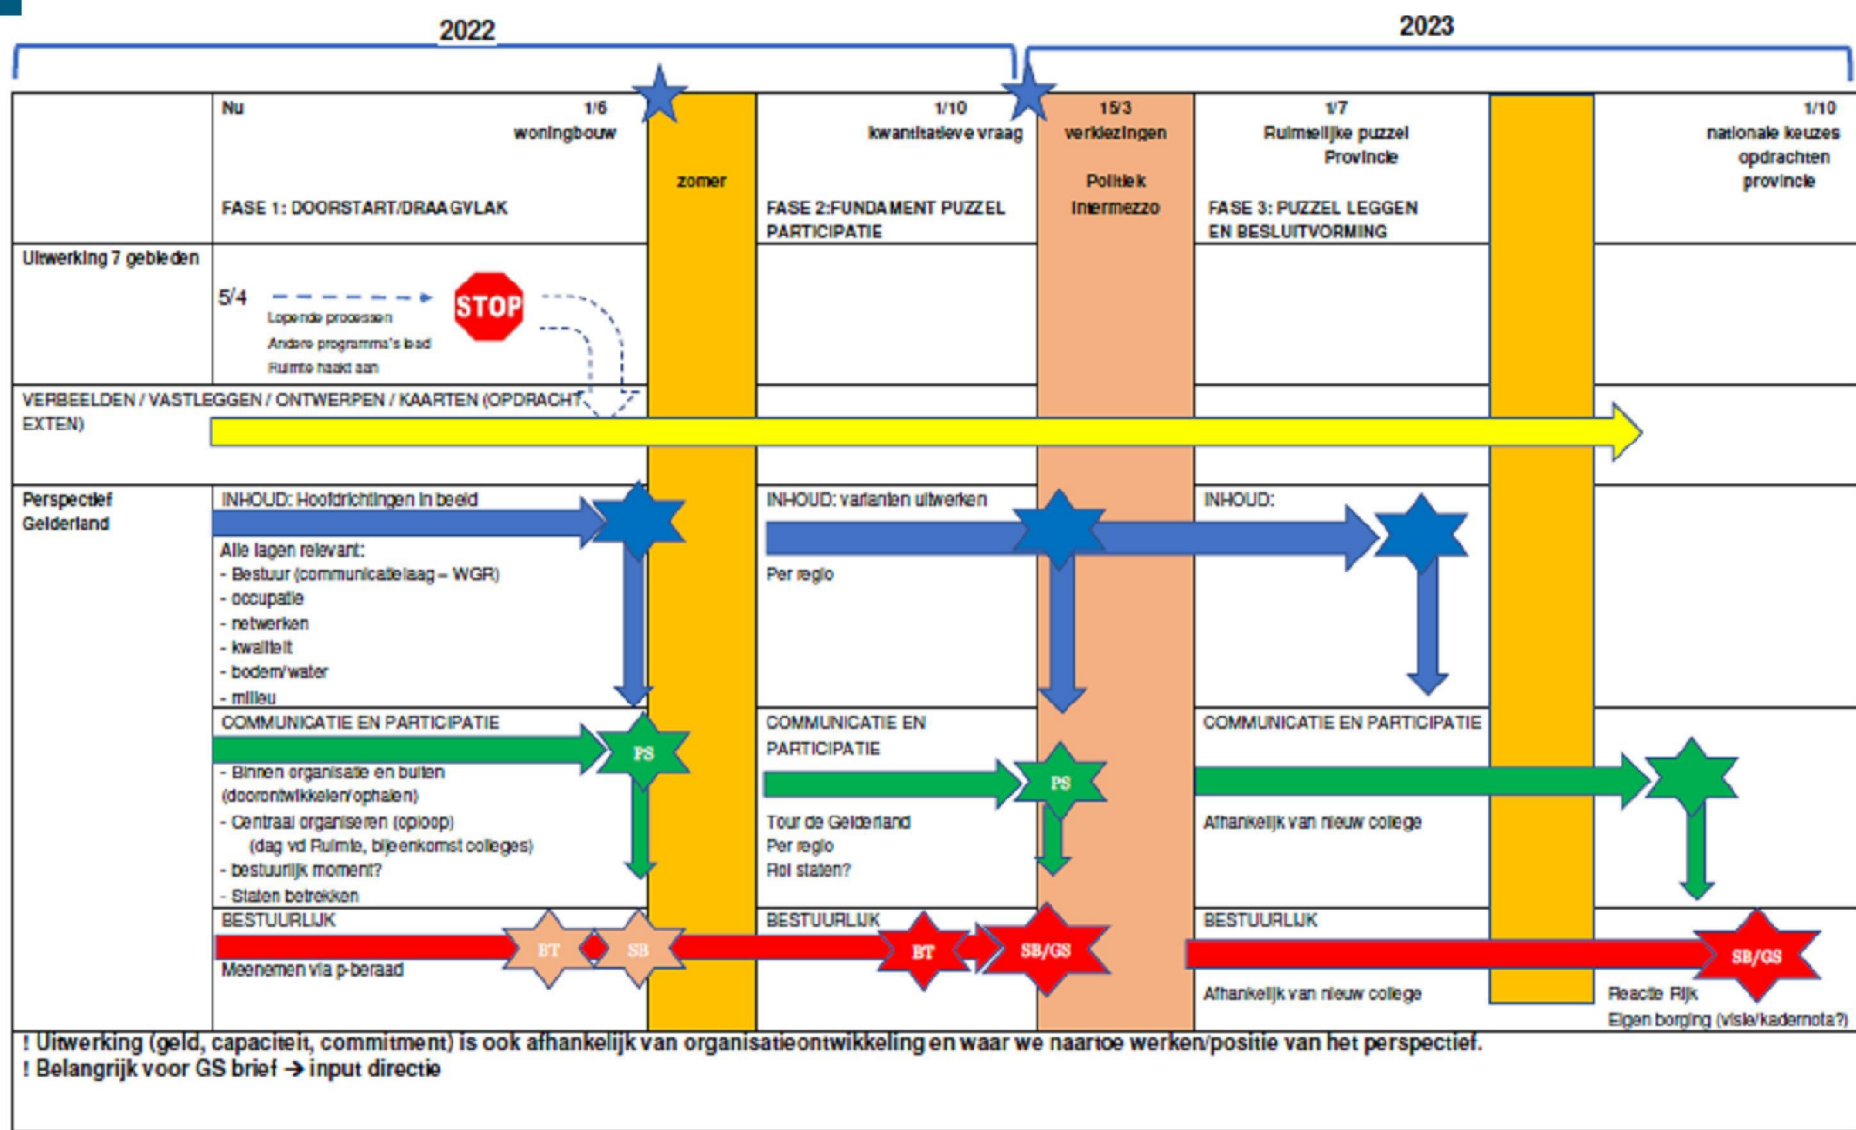 2022
2023
Nu
1/6
woningbouw
FASE 1: DOORSTART/DRAAGVLAK
zomer
1/10
kwantitatieve vraag
FASE 2:FUNDAMENT PUZZEL
PARTICIPATIE
15/3
verkiezingen
Politiek
Intermezzo
1/7
Ruimtelijke puzzel
Provincie
FASE 3: PUZZEL LEGGEN
EN BESLUITVORMING
1/10
nationale keuzes
opdrachten
provincie
Uitwerking 7 gebieden
5/4
Lopende processen
Andere programma's lead
Ruimte haakt aan
STOP
VERBEELDEN / VASTLEGGEN / ONTWERPEN / KAARTEN (OPDRACHT
EXTEN)
Perspectief
Gelderland
INHOUD: Hoofdrichtingen in beeld
Alle lagen relevant:
- Bestuur (communicatielaag – WGR)
- occupatie
- netwerken
- kwaliteit
- bodem/water
- milieu
INHOUD: varianten uitwerken
Per regio
INHOUD:
COMMUNICATIE EN PARTICIPATIE
PS
- Binnen organisatie en buiten
(doorontwikkelen/ophalen)
- Centraal organiseren (oploop)
(dag vd Ruimte, bijeenkomst colleges)
- bestuurlijk moment?
- Staten betrekken
COMMUNICATIE EN
PARTICIPATIE
PS
Tour de Gelderland
Per regio
Rol staten?
COMMUNICATIE EN PARTICIPATIE
Afhankelijk van nieuw college
BESTUURLIJK
BT
SB
Meenemen via p-beraad
BESTUURLIJK
BT
SB/GS
BESTUURLIJK
SB/GS
Afhankelijk van nieuw college
Reactie Rijk
Eigen borging (visie/kadernota?)
! Uitwerking (geld, capaciteit, commitment) is ook afhankelijk van organisatieontwikkeling en waar we naartoe werken/positie van het perspectief.
! Belangrijk voor GS brief → input directie